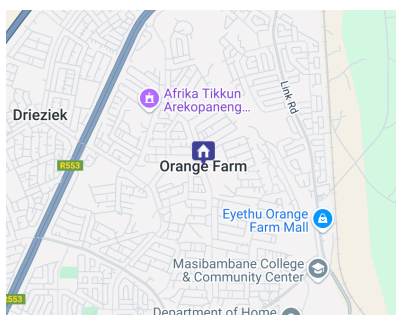 Afrika Tikkun
Arekopaneng...
Link Rd
Drieziek
R553
Orange Farm
Eyethu Orange
Farm Mall
Masibambane College
& Community Center
R553
Department of Home